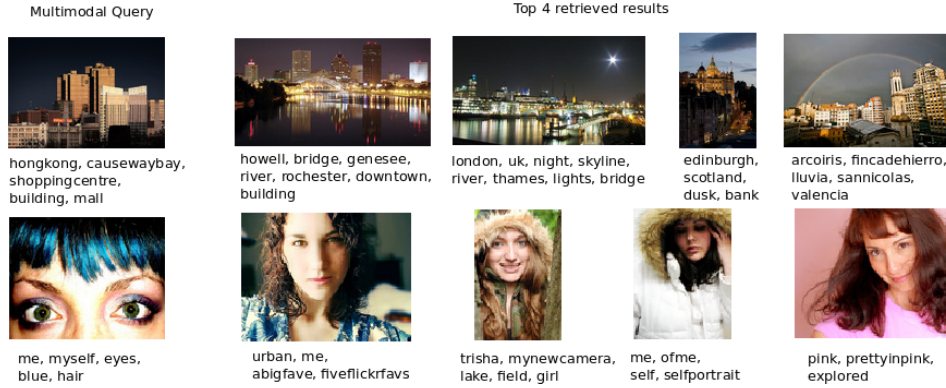 Multimodal Query
Top 4 retrieved results
hongkong, causewaybay,
shoppingcentre,
building, mall
howell, bridge, genesee,
river, rochester, downtown,
building
london, uk, night, skyline,
river, thames, lights, bridge
edinburgh,
scotland,
dusk, bank
arcoiris, fincadehierro,
lluvia, sannicolas,
valencia
me, myself, eyes,
blue, hair
urban, me,
abigfave, fiveflickrfavs
trisha, mynewcamera,
lake, field, girl
me, ofme,
self, selfportrait
pink, prettyinpink,
explored